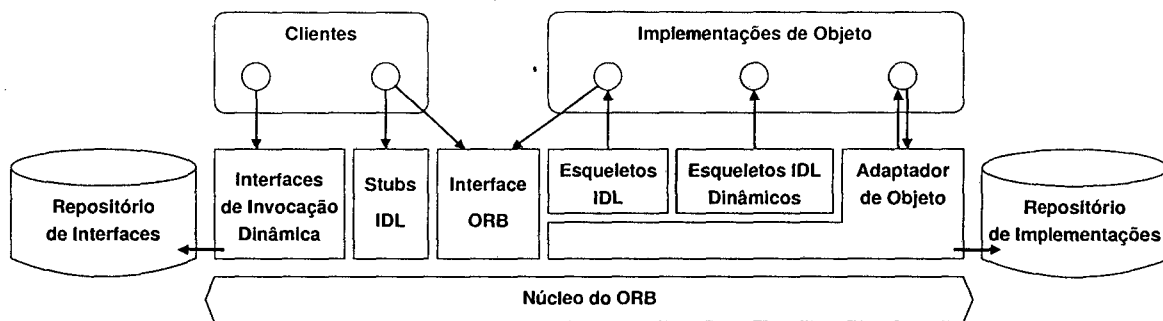 Clientes
Implementações de Objeto
Repositório
de Interfaces
Interfaces
de Invocação
Dinâmica
Stubs
IDL
Interface
ORB
Esqueletos
IDL
Esqueletos IDL
Dinâmicos
Adaptador
de Objeto
Repositório
de Implementações
Núcleo do ORB